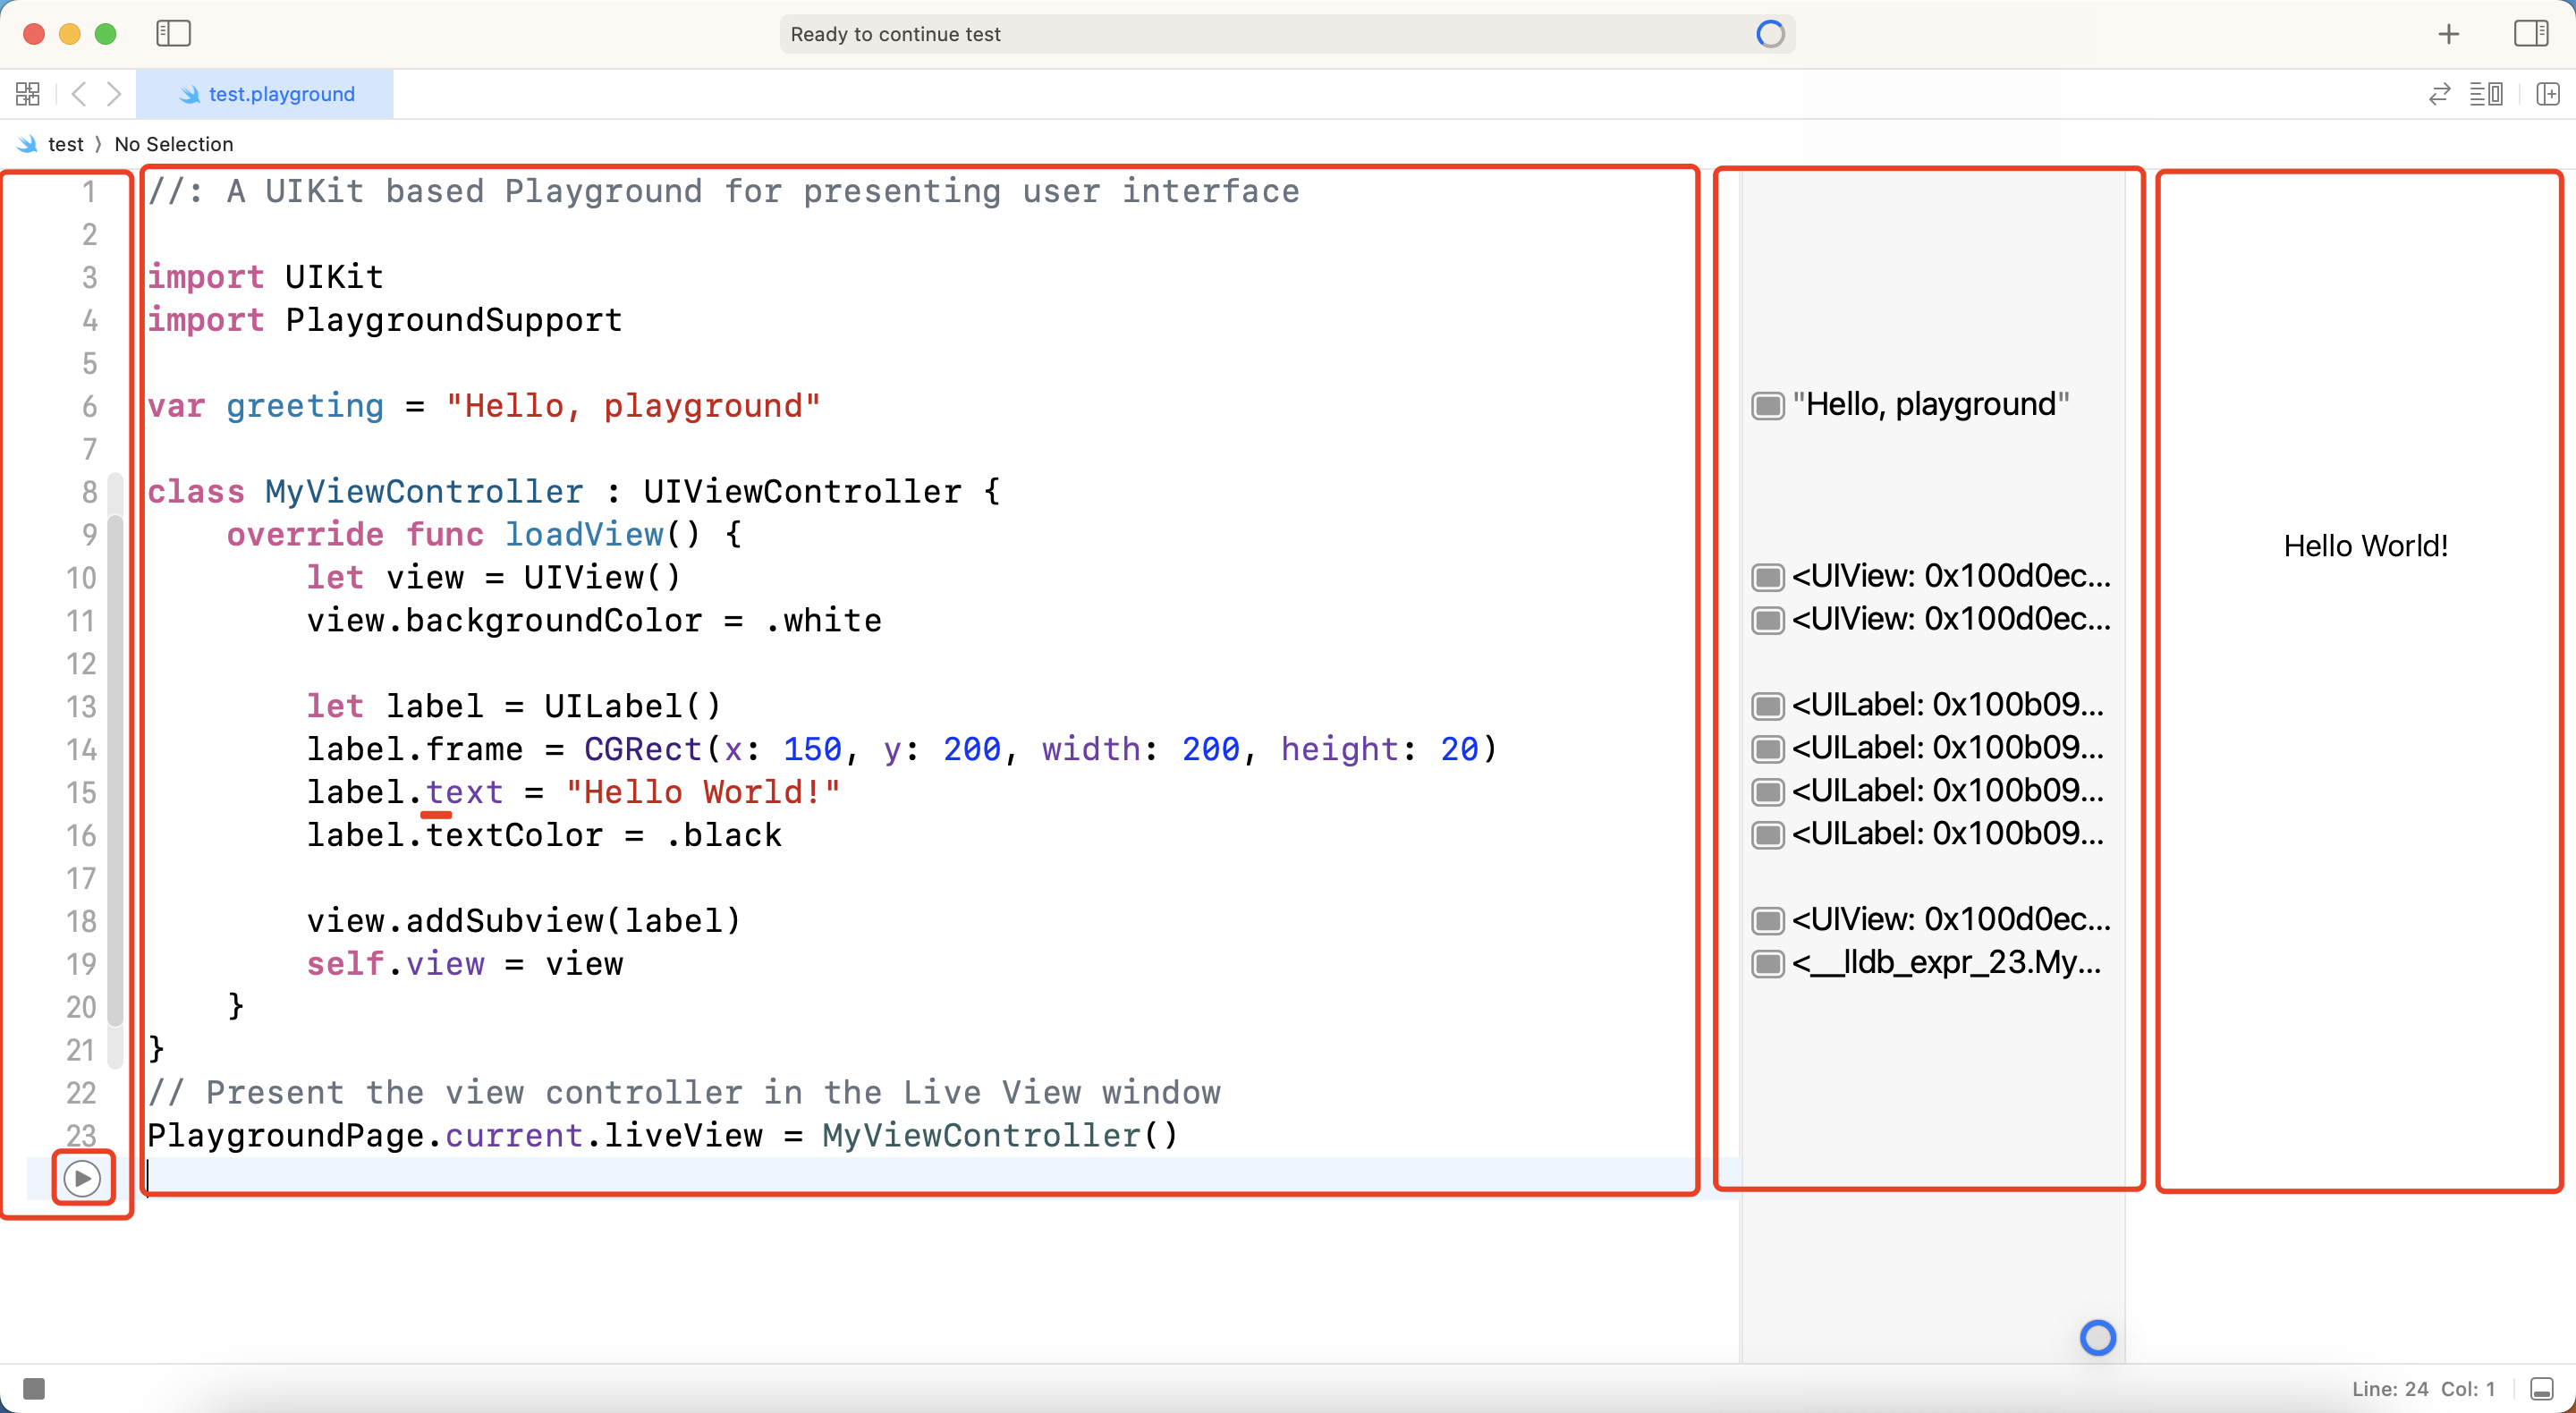 Ready to continue test
test.playground
test 〉 No Selection
1 //: A UIKit based Playground for presenting user interface
2
3 import UIKit
4 import PlaygroundSupport
5
6 var greeting = "Hello, playground" "Hello, playground"
7
8 class MyViewController : UIViewController {
9 override func loadView() {
Hello World!
10 let view = UIView() <UIView: 0x100d0ec...
11 view.backgroundColor = .white <UIView: 0x100d0ec...
12
13 let label = UILabel() <UILabel: 0x100b09...
14 label.frame = CGRect(x: 150, y: 200, width: 200, height: 20) <UILabel: 0x100b09...
15 label.text = "Hello World!" <UILabel: 0x100b09...
16 label.textColor = .black <UILabel: 0x100b09...
17
18 view.addSubview(label) <UIView: 0x100d0ec...
19 self.view = view <__lldb_expr_23.My...
20 }
21 }
22 // Present the view controller in the Live View window
23 PlaygroundPage.current.liveView = MyViewController()
Line: 24 Col: 1